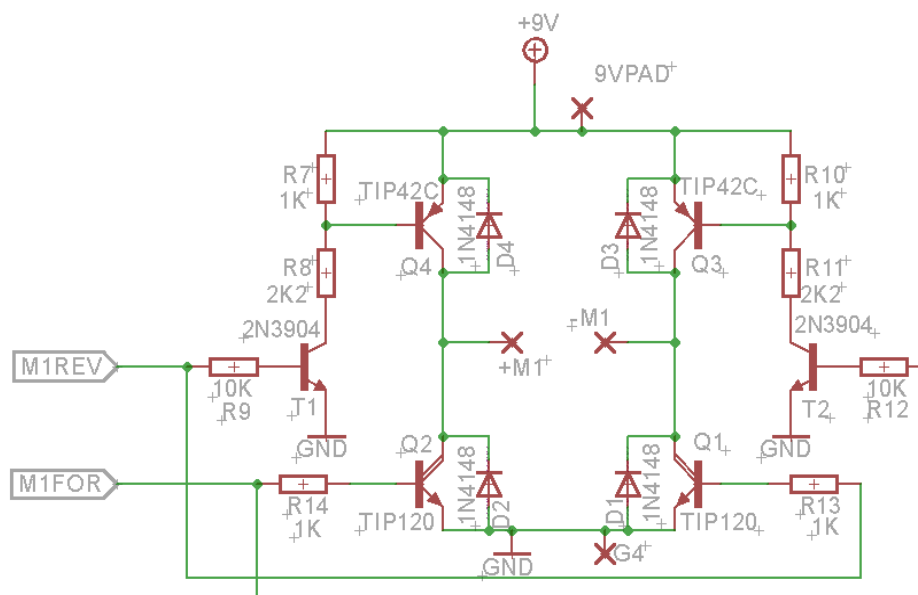 +9V
9VPAD
R7
1K
TIP42C
1N4148
D4
Q4
TIP42C
1N4148
D3
Q3
R10
1K
R8
2K2
R11
2K2
2N3904
2N3904
-M1
+M1
M1REV
10K
R9
T1
GND
T2
10K
R12
GND
Q2
Q1
M1FOR
R14
1K
TIP120
1N4148
D2
1N4148
D1
TIP120
R13
1K
GND
G4